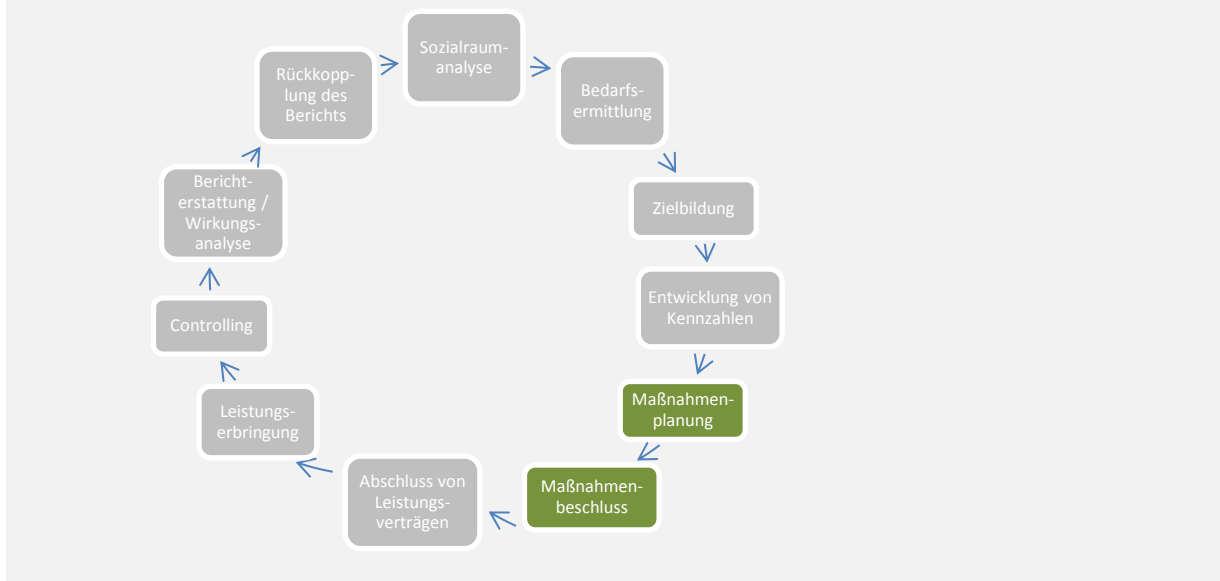 Sozialraum-
analyse
Bedarfs-
ermittlung
Zielbildung
Entwicklung von
Kennzahlen
Maßnahmen-
planung
Maßnahmen-
beschluss
Abschluss von
Leistungs-
verträgen
Leistungs-
erbringung
Controlling
Bericht-
erstattung /
Wirkungs-
analyse
Rückkopp-
lung des
Berichts